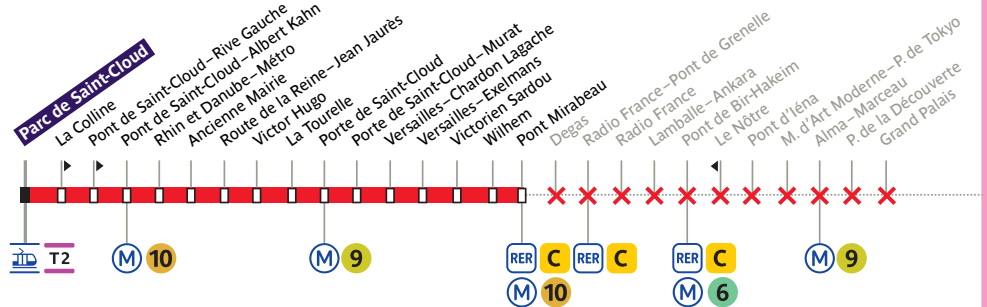 Parc de Saint-Cloud
La Colline
Pont de Saint-Cloud – Rive Gauche
Pont de Saint-Cloud – Albert Kahn
Rhin et Danube – Métro
Ancienne Mairie
Route de la Reine – Jean Jaurès
Victor Hugo
La Tourelle
Porte de Saint-Cloud
Porte de Saint-Cloud – Murat
Versailles – Chardon Lagache
Versailles – Exelmans
Victorien Sardou
Wilhem
Pont Mirabeau
Degas
Radio France – Pont de Grenelle
Radio France
Lamballe – Ankara
Pont de Bir-Hakeim
Le Nôtre
Pont d'Iéna
M. d'Art Moderne – P. de Tokyo
Alma – Marceau
P. de la Découverte
Grand Palais
T2
M 10
M 9
RER C
RER C
RER C
M 9
M 10
M 6